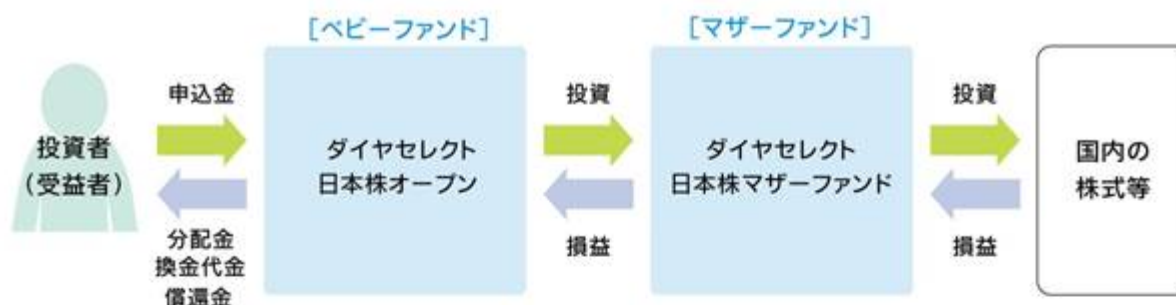 [ベビーファンド]
[マザーファンド]
申込金
投資
投資
投資者
(受益者)
ダイヤセレクト
日本株オープン
ダイヤセレクト
日本株マザーファンド
国内の
株式等
分配金
換金代金
償還金
損益
損益